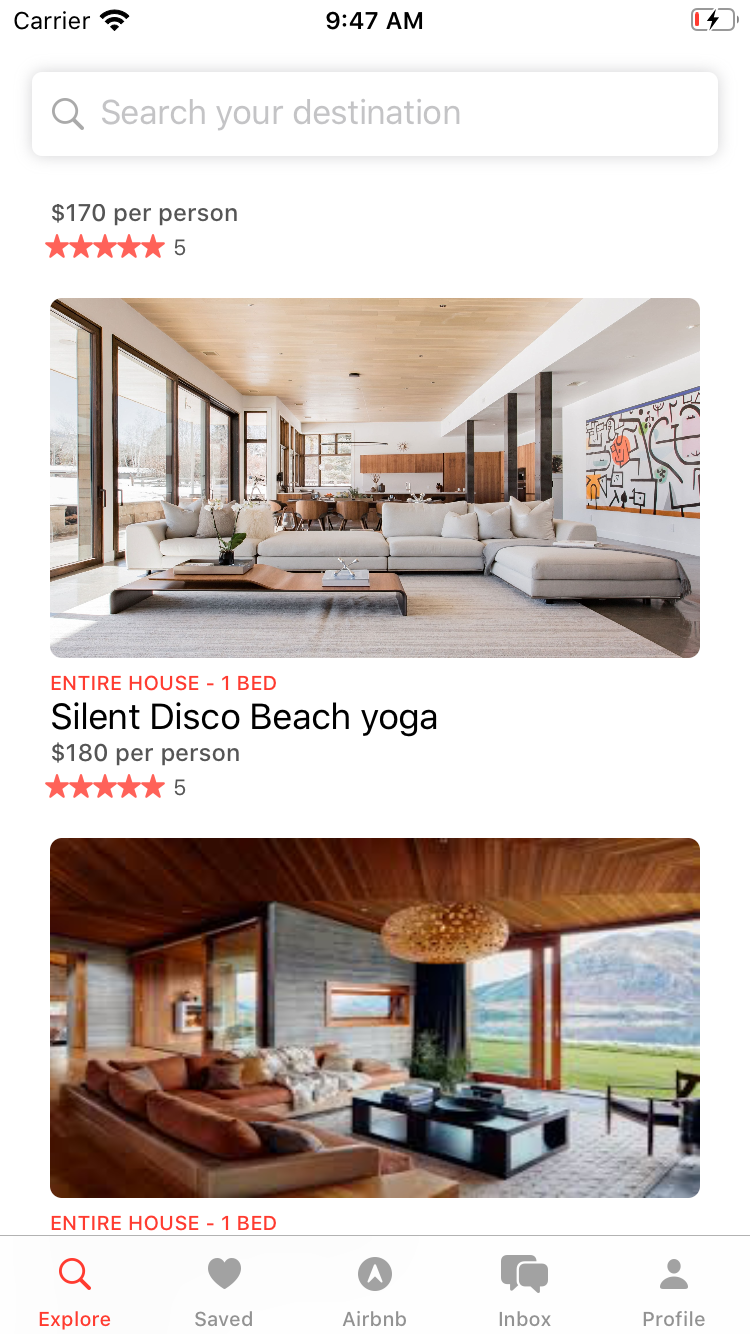 Carrier
9:47 AM
Search your destination
$170 per person
5
ENTIRE HOUSE - 1 BED
Silent Disco Beach yoga
$180 per person
5
ENTIRE HOUSE - 1 BED
Explore
Saved
Airbnb
Inbox
Profile